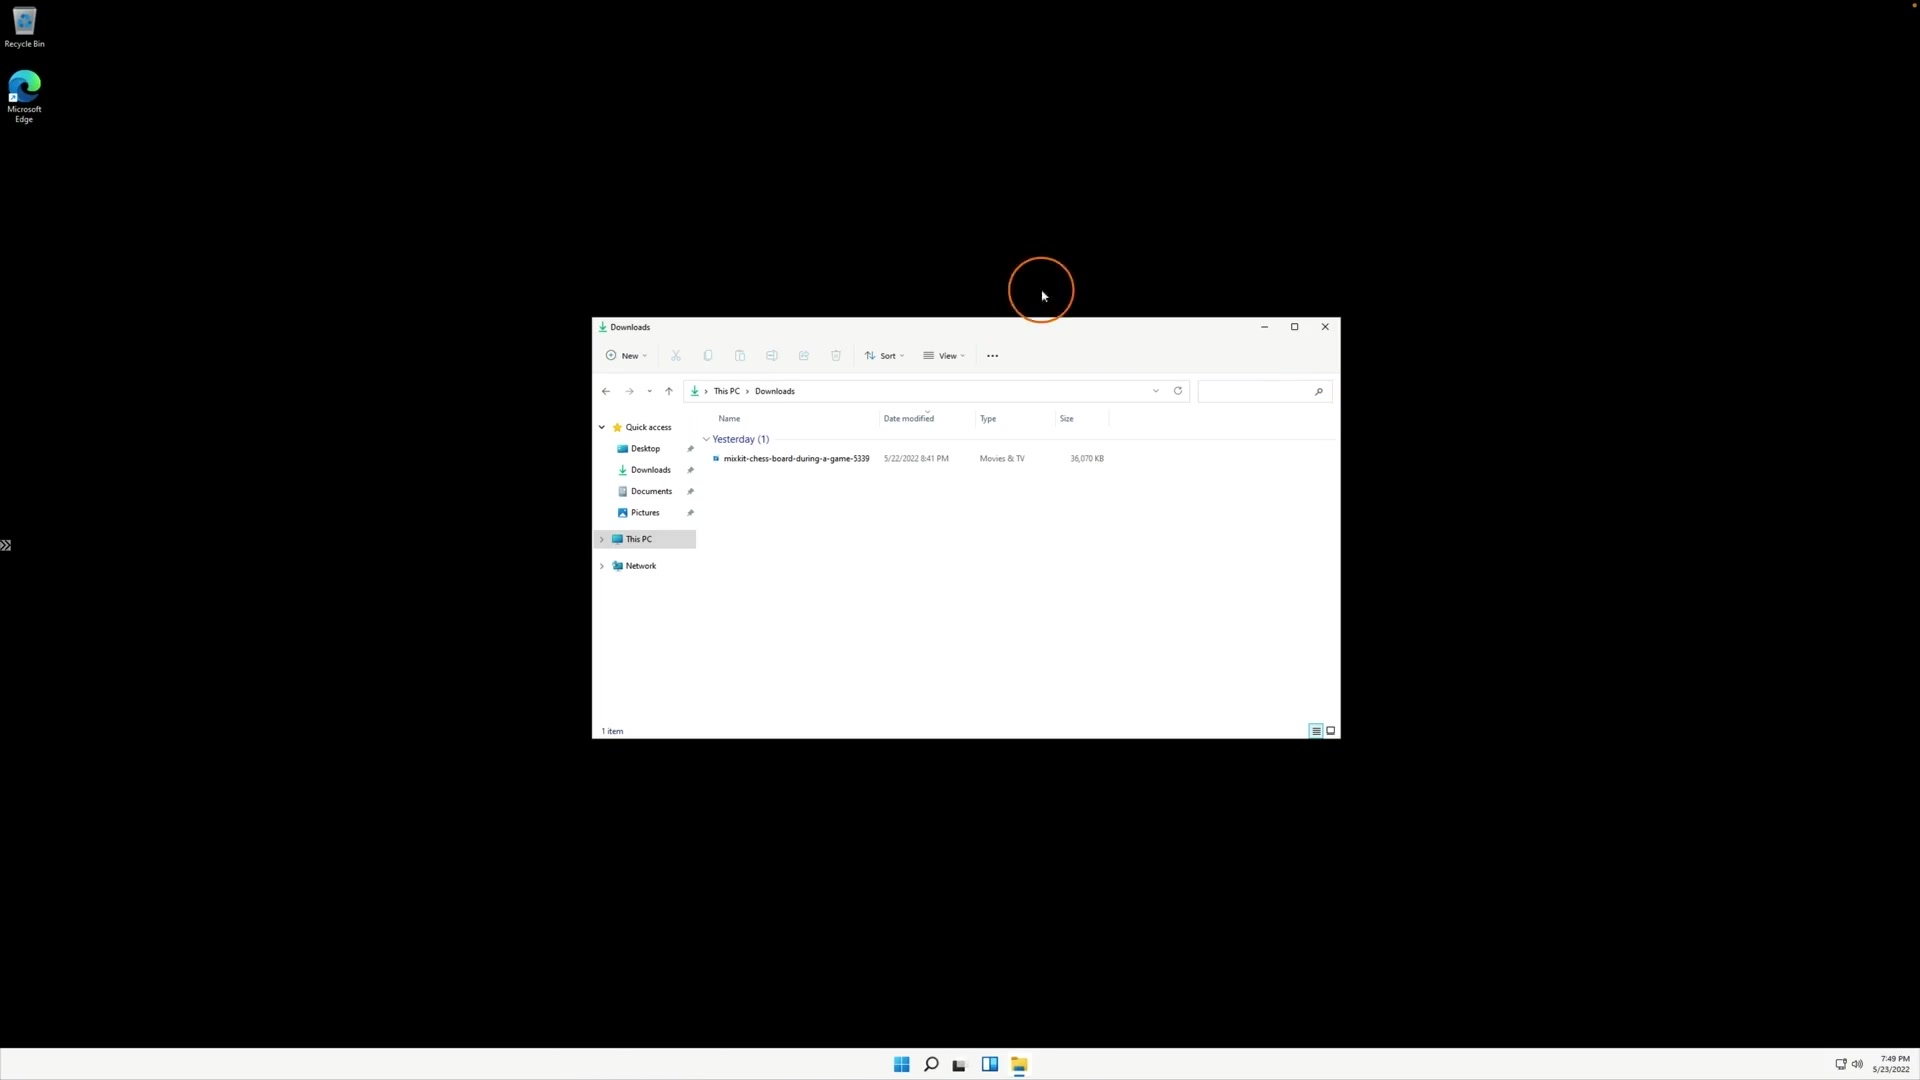 Recycle Bin
Microsoft
Edge
Downloads
New
Sort
View
This PC
Downloads
Name
Date modified
Type
Size
Quick access
Yesterday (1)
Desktop
mixkit-chess-board-during-a-game-5339
5/22/2022 8:41 PM
Movies & TV
36,070 KB
Downloads
Documents
Pictures
This PC
Network
1 item
7:49 PM
5/23/2022